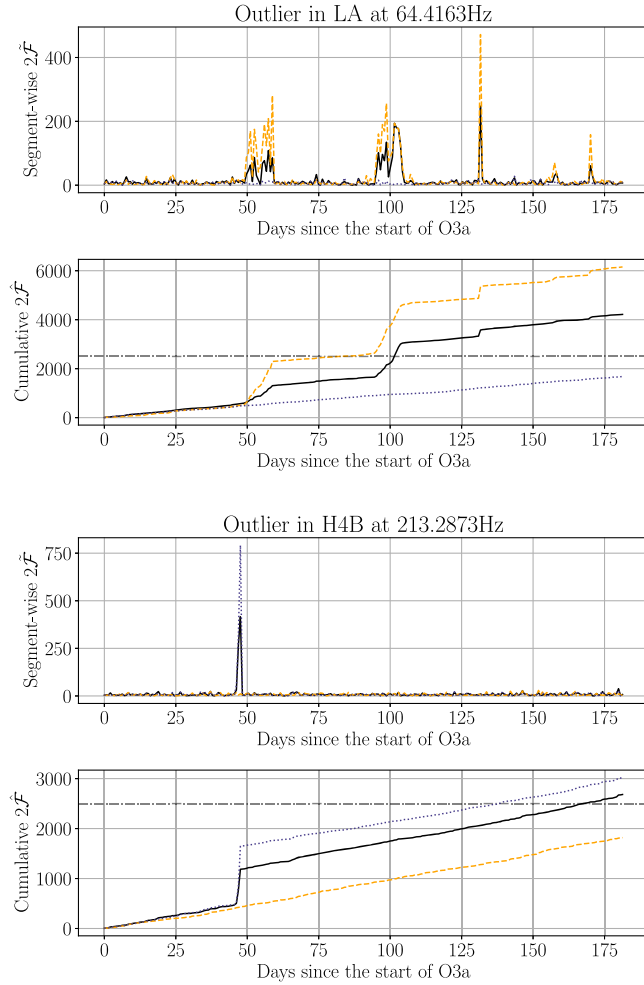 Outlier in LA at 64.4163Hz
Segment-wise 2ℱ̃
400
200
0
0 25 50 75 100 125 150 175
Days since the start of O3a
Cumulative 2ℱ̂
6000
4000
2000
0
0 25 50 75 100 125 150 175
Days since the start of O3a
Outlier in H4B at 213.2873Hz
Segment-wise 2ℱ̃
750
500
250
0
0 25 50 75 100 125 150 175
Days since the start of O3a
Cumulative 2ℱ̂
3000
2000
1000
0
0 25 50 75 100 125 150 175
Days since the start of O3a